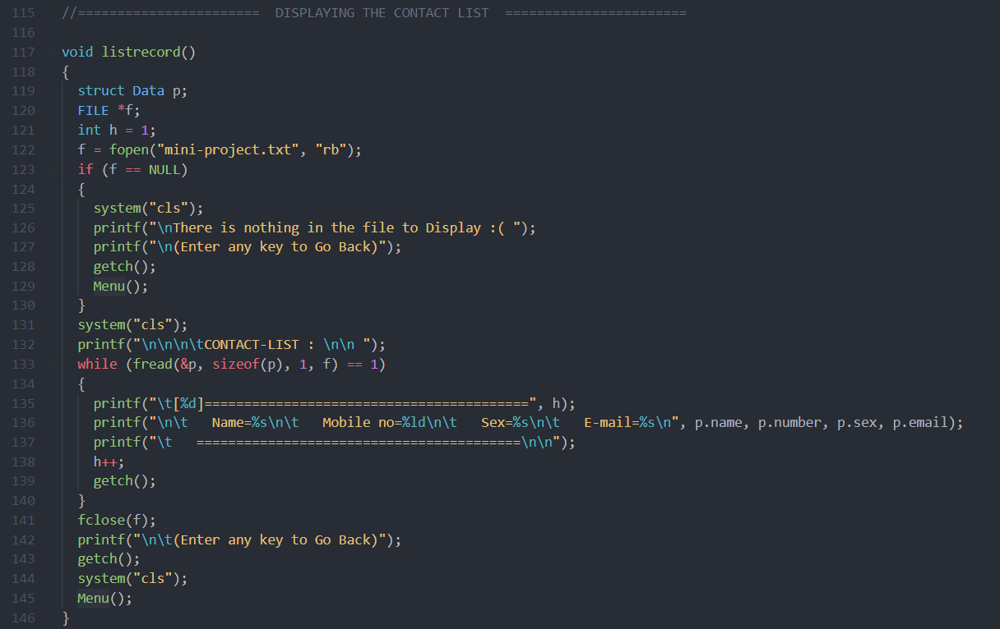 115 //======================= DISPLAYING THE CONTACT LIST =======================
116
117 void listrecord()
118 {
119 struct Data p;
120 FILE *f;
121 int h = 1;
122 f = fopen("mini-project.txt", "rb");
123 if (f == NULL)
124 {
125 system("cls");
126 printf("\nThere is nothing in the file to Display :( ");
127 printf("\n(Enter any key to Go Back)");
128 getch();
129 Menu();
130 }
131 system("cls");
132 printf("\n\n\n\tCONTACT-LIST : \n\n ");
133 while (fread(&p, sizeof(p), 1, f) == 1)
134 {
135 printf("\t[%d]=========================================", h);
136 printf("\n\t   Name=%s\n\t   Mobile no=%ld\n\t   Sex=%s\n\t   E-mail=%s\n", p.name, p.number, p.sex, p.email);
137 printf("\t   =========================================\n\n");
138 h++;
139 getch();
140 }
141 fclose(f);
142 printf("\n\t(Enter any key to Go Back)");
143 getch();
144 system("cls");
145 Menu();
146 }